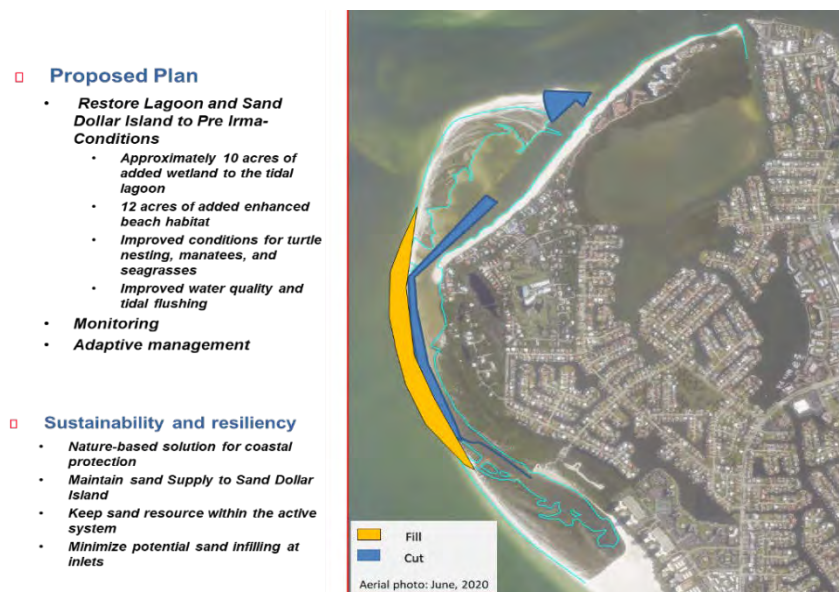 Proposed Plan
• Restore Lagoon and Sand
Dollar Island to Pre Irma-
Conditions
• Approximately 10 acres of
added wetland to the tidal
lagoon
• 12 acres of added enhanced
beach habitat
• Improved conditions for turtle
nesting, manatees, and
seagrasses
• Improved water quality and
tidal flushing
• Monitoring
• Adaptive management
Sustainability and resiliency
• Nature-based solution for coastal
protection
• Maintain sand Supply to Sand Dollar
Island
• Keep sand resource within the active
system
• Minimize potential sand infilling at
inlets
Fill
Cut
Aerial photo: June, 2020